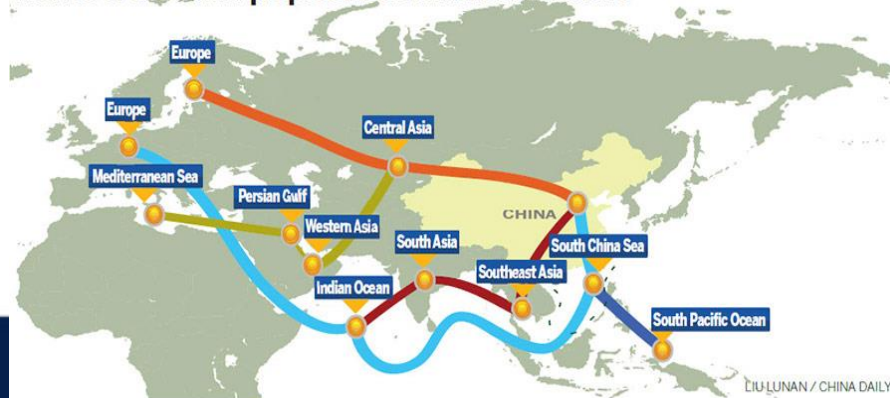 Europe
Europe
Central Asia
Mediterranean Sea
Persian Gulf
Western Asia
CHINA
South Asia
South China Sea
Southeast Asia
Indian Ocean
South Pacific Ocean
LIU LUNAN / CHINA DAILY